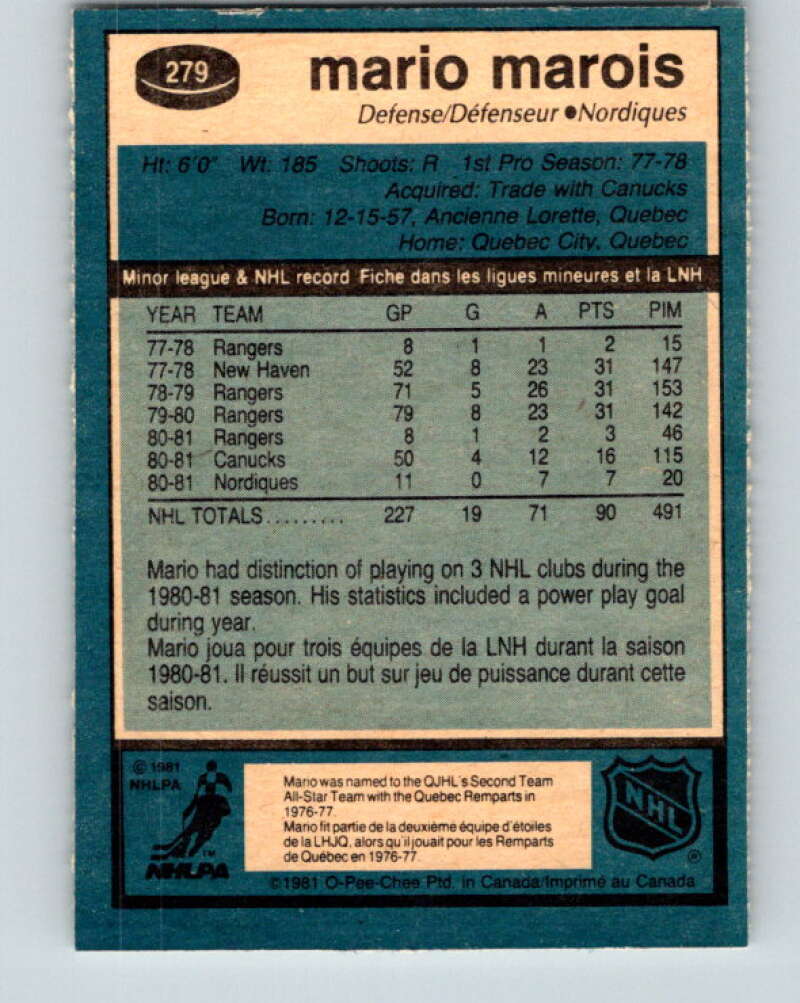 279
mario marois
Defense/Défenseur ●Nordiques
Ht: 6'0" Wt: 185 Shoots: R 1st Pro Season: 77-78
Acquired: Trade with Canucks
Born: 12-15-57, Ancienne Lorette, Quebec
Home: Quebec City, Quebec
Minor league & NHL record Fiche dans les ligues mineures et la LNH
YEAR TEAM GP G A PTS PIM
77-78 Rangers 8 1 1 2 15
77-78 New Haven 52 8 23 31 147
78-79 Rangers 71 5 26 31 153
79-80 Rangers 79 8 23 31 142
80-81 Rangers 8 1 2 3 46
80-81 Canucks 50 4 12 16 115
80-81 Nordiques 11 0 7 7 20
NHL TOTALS......... 227 19 71 90 491
Mario had distinction of playing on 3 NHL clubs during the
1980-81 season. His statistics included a power play goal
during year.
Mario joua pour trois équipes de la LNH durant la saison
1980-81. Il réussit un but sur jeu de puissance durant cette
saison.
© 1981
NHLPA
TM
NHLPA
Mario was named to the QJHL's Second Team
All-Star Team with the Quebec Remparts in
1976-77.
Mario fit partie de la deuxième équipe d'étoiles
de la LHJQ, alors qu'il jouait pour les Remparts
de Québec en 1976-77.
NHL
®
©1981 O-Pee-Chee Ptd. in Canada/Imprimé au Canada